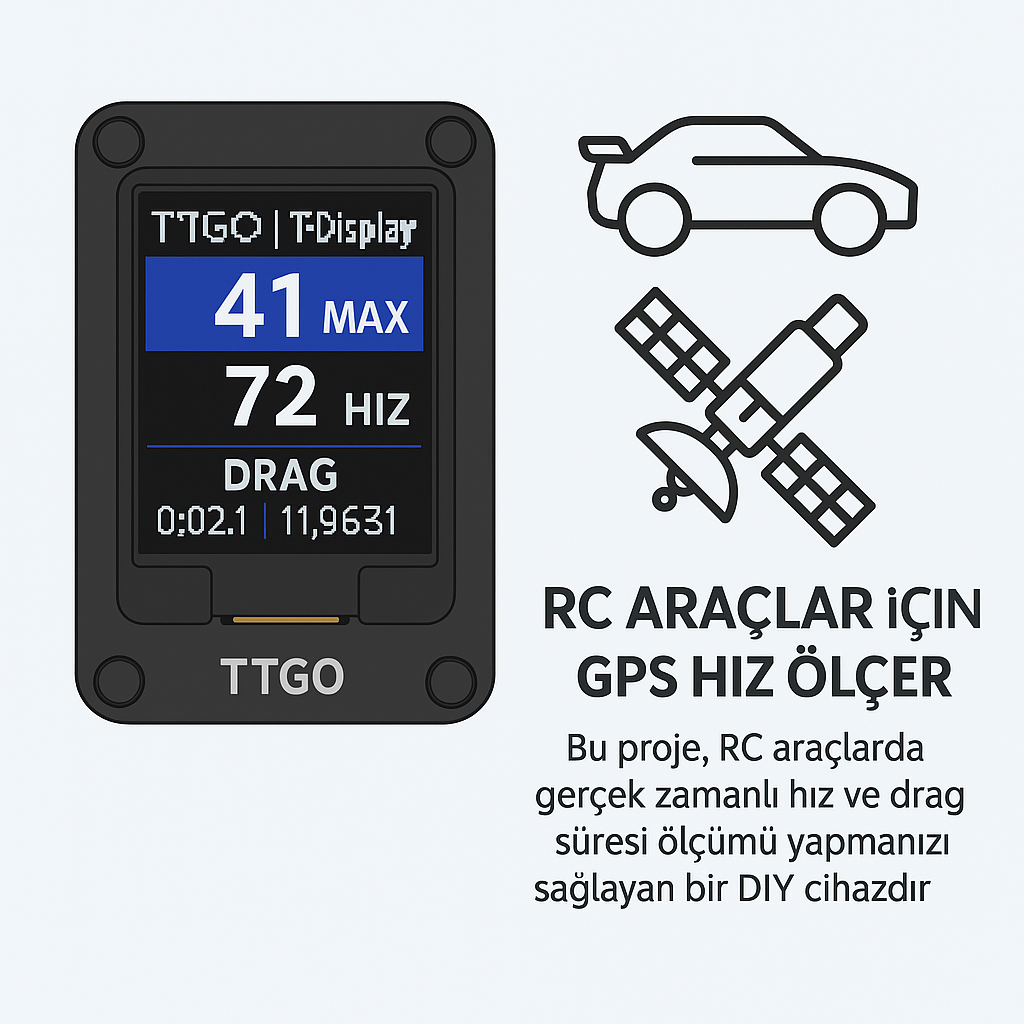 TTGO | T-Display
41 MAX
72 HIZ
DRAG
0:02.1 | 11,9631
TTGO
RC ARAÇLAR iÇIN
GPS HIZ ÖLÇER
Bu proje, RC araçlarda
gerçek zamanlı hız ve drag
süresi ölçümü yapmanızı
sağlayan bir DIY cihazdır